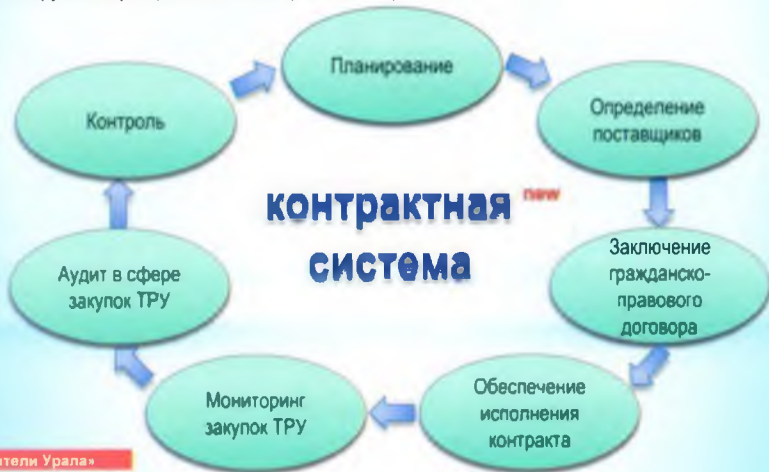 Планирование
Определение
поставщиков
Заключение
гражданско-
правового
договора
Обеспечение
исполнения
контракта
Мониторинг
закупок ТРУ
Аудит в сфере
закупок ТРУ
Контроль
контрактная new
система
Урала»